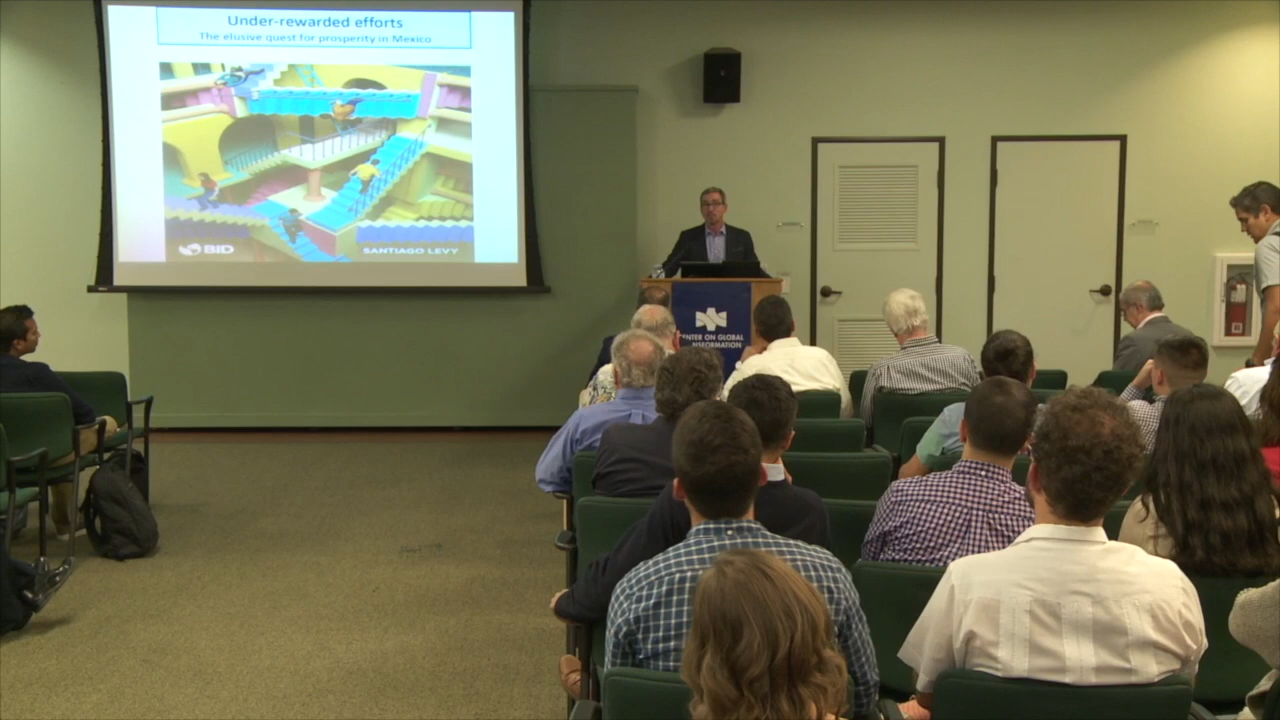 Under-rewarded efforts
The elusive quest for prosperity in Mexico
BID
SANTIAGO LEVY
CENTER ON GLOBAL